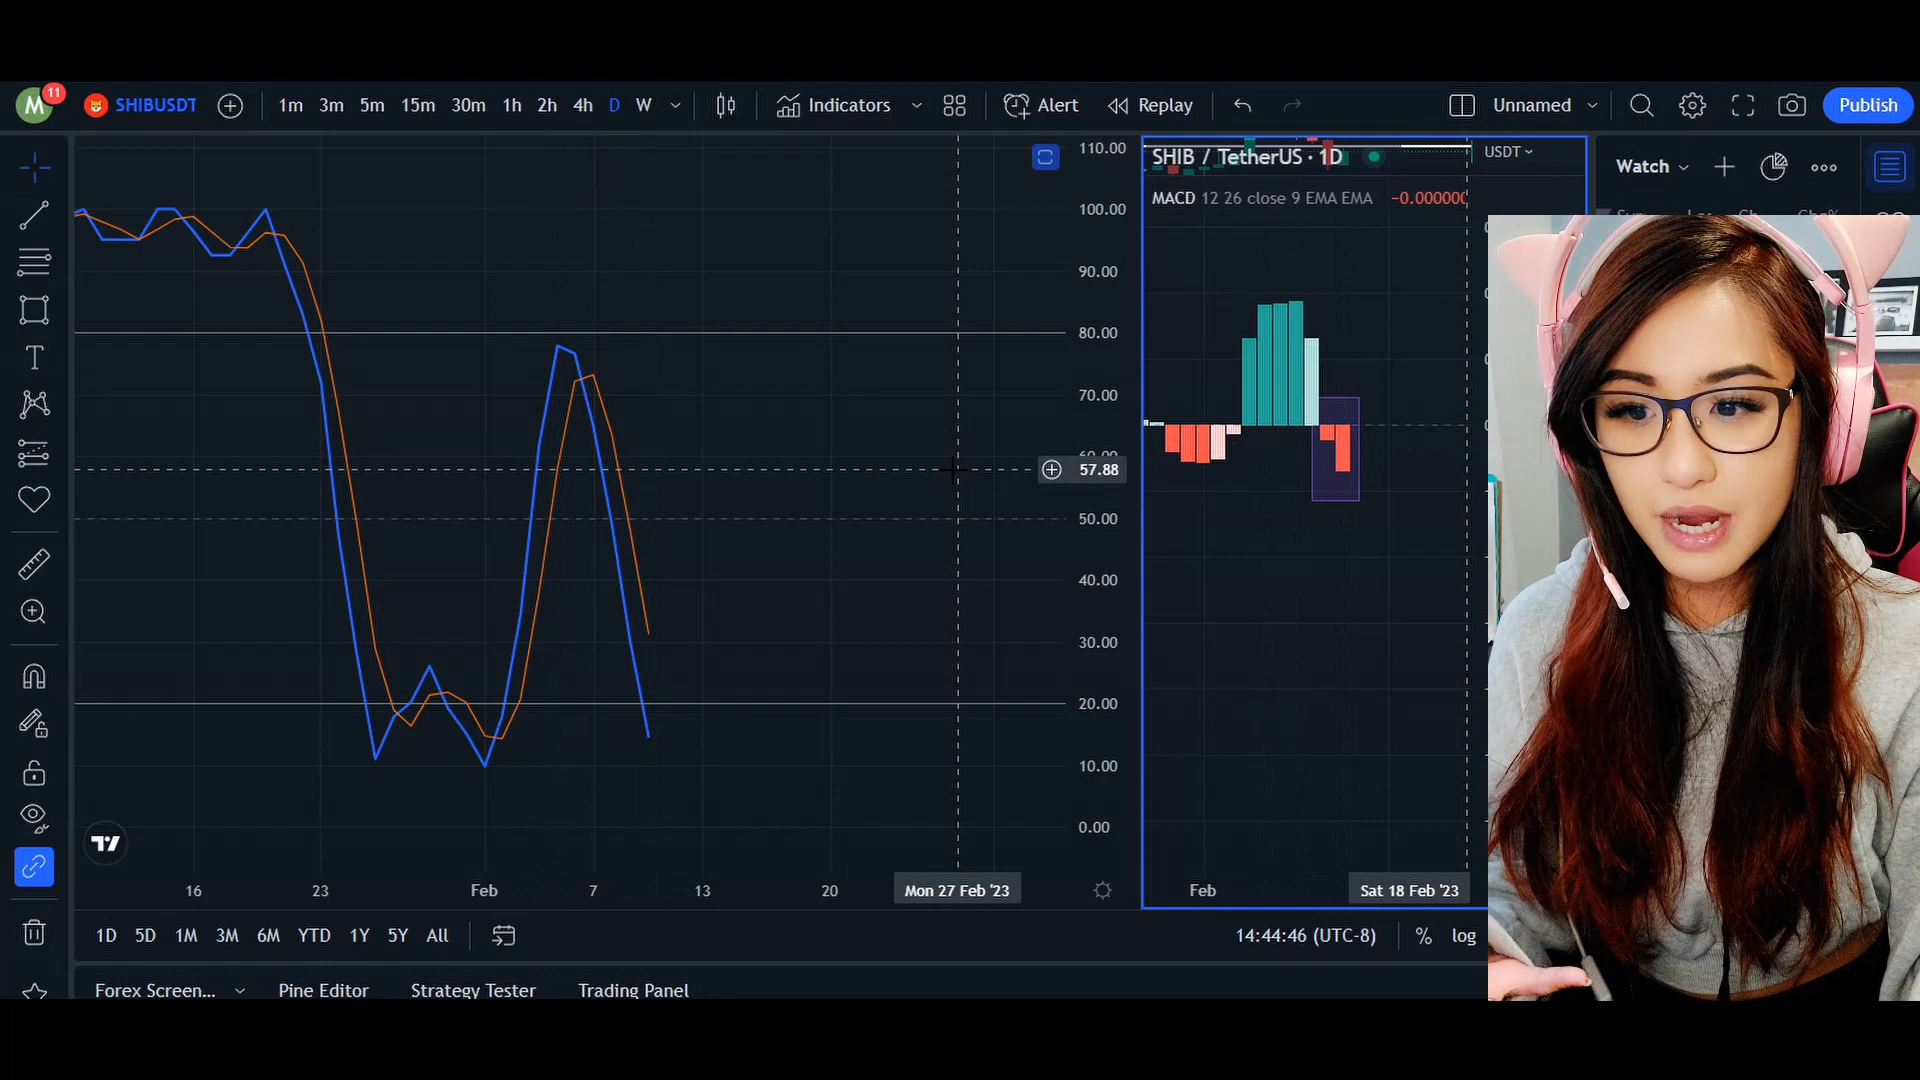 M 11 SHIBUSDT 1m 3m 5m 15m 30m 1h 2h 4h D W Indicators Alert Replay Unnamed Publish
110.00
100.00
90.00
80.00
70.00
57.88
50.00
40.00
30.00
20.00
10.00
0.00
16 23 Feb 7 13 20 Mon 27 Feb '23
SHIB / TetherUS · 1D USDT
MACD 12 26 close 9 EMA EMA −0.000000
Feb Sat 18 Feb '23
Watch
1D 5D 1M 3M 6M YTD 1Y 5Y All 14:44:46 (UTC-8) % log
Forex Screen... Pine Editor Strategy Tester Trading Panel